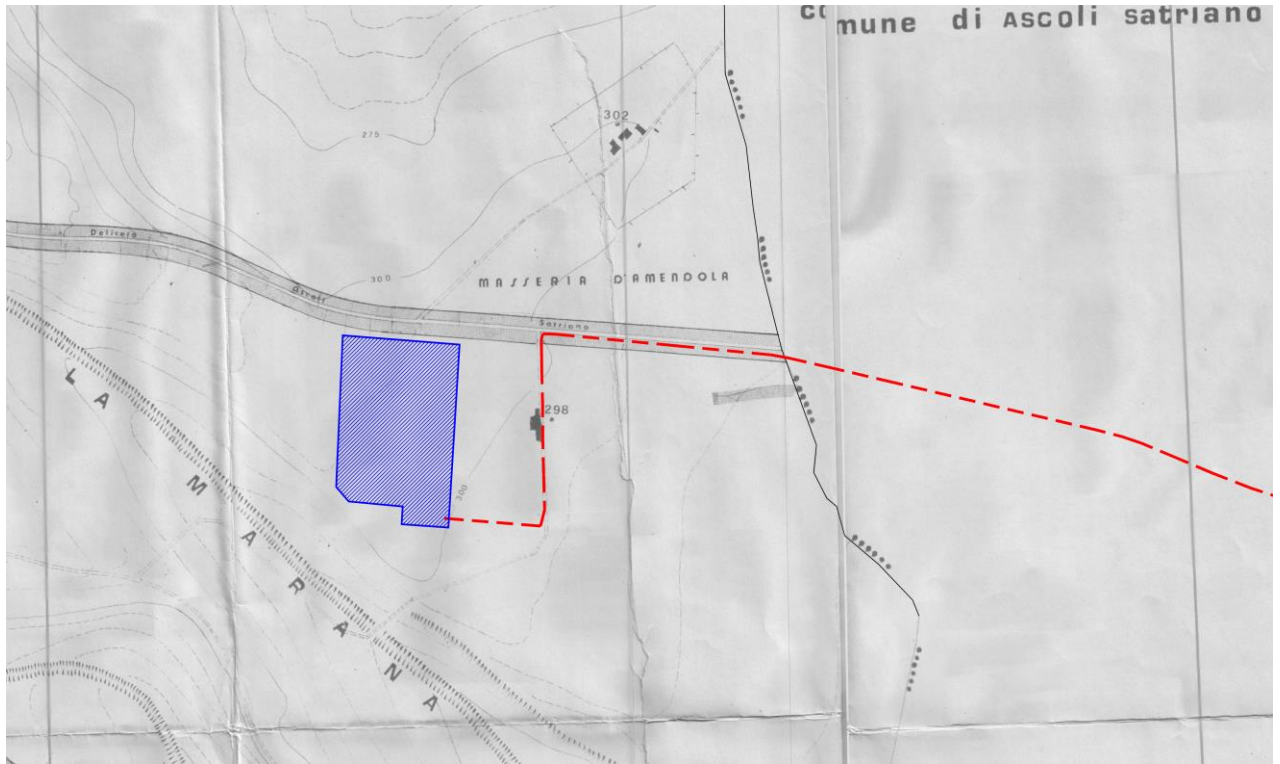 comune di ASCOLI SATRIANO
302
275
Deliceto
300
Ascoli
MASSERIA D'AMENDOLA
Satriano
298
300
LA MARANA